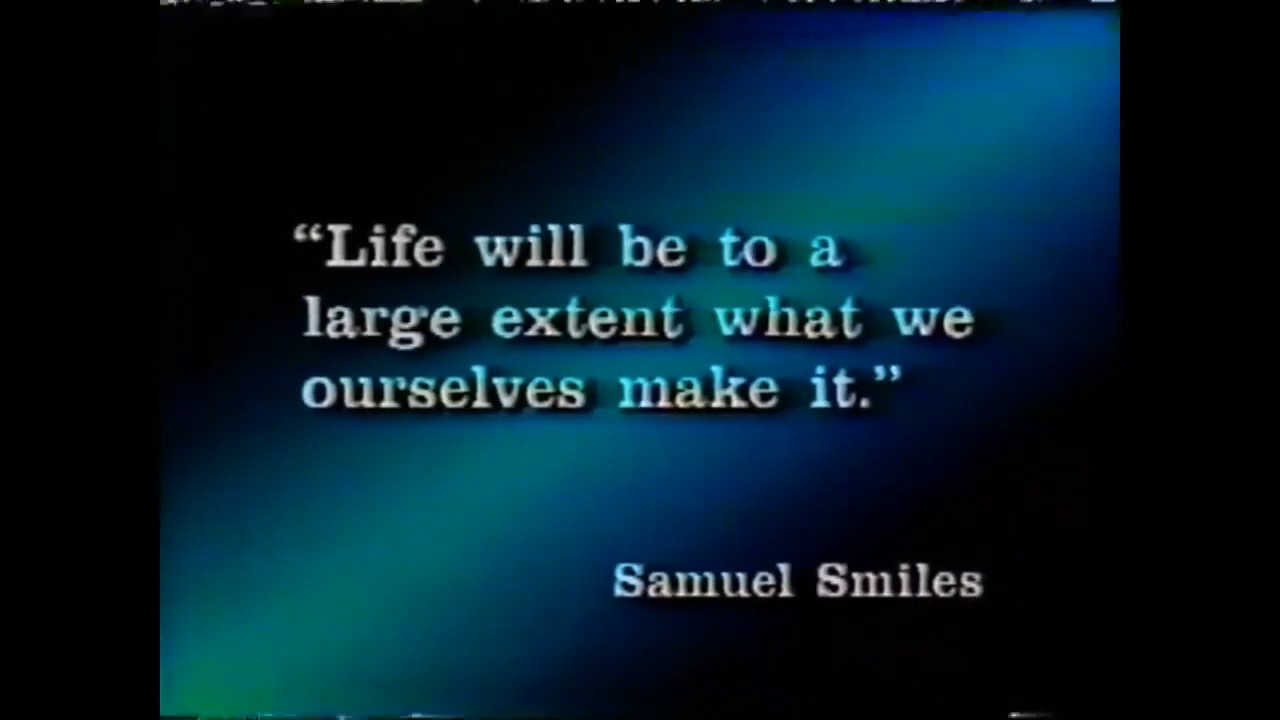 “Life will be to a
large extent what we
ourselves make it.”
Samuel Smiles